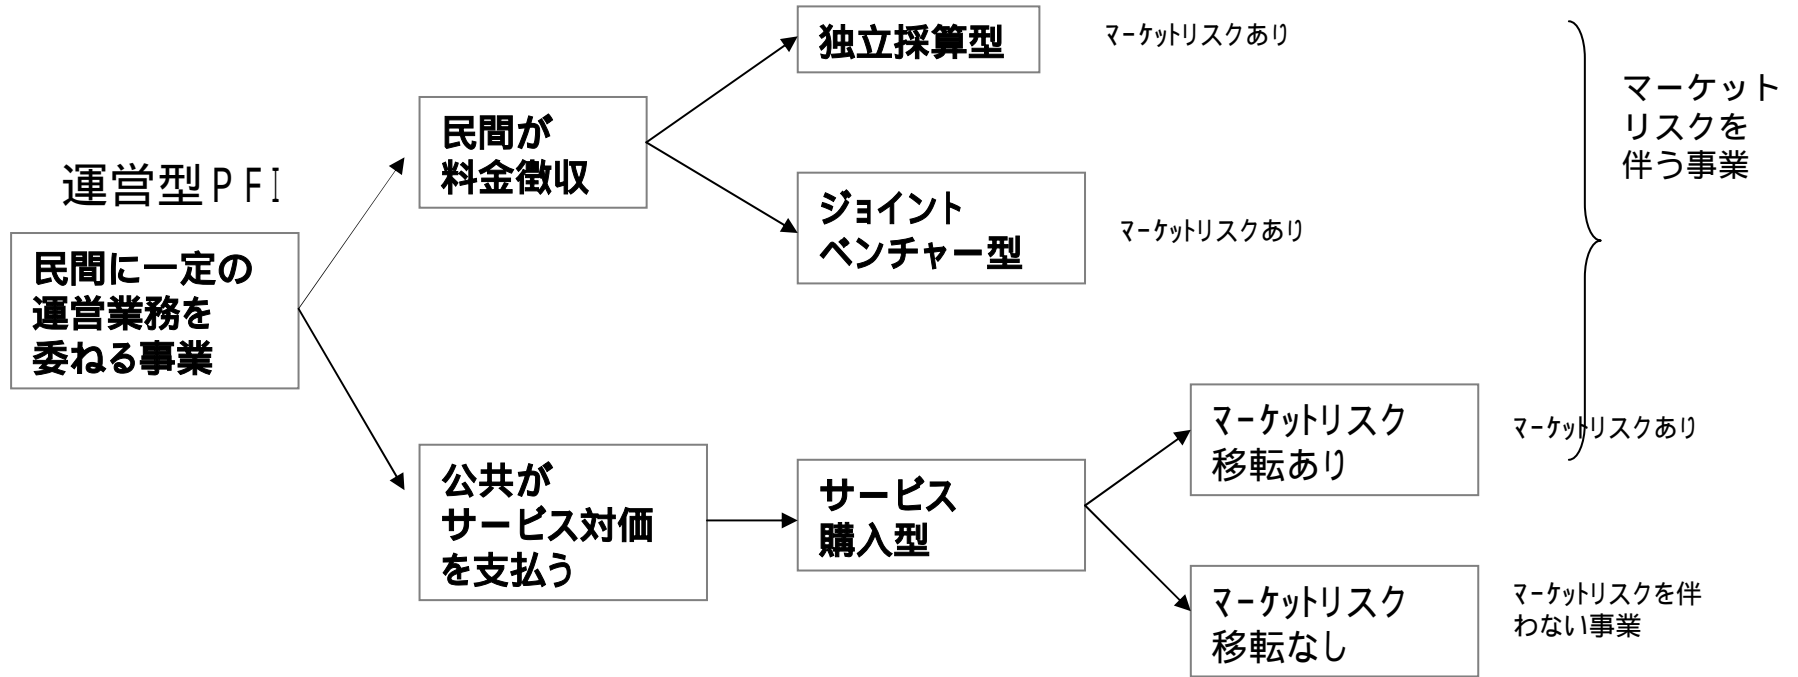 運営型ＰＦＩ
民間に一定の
運営業務を
委ねる事業
民間が
料金徴収
公共が
サービス対価
を支払う
独立採算型
ﾏｰｹｯﾄリスクあり
ジョイント
ベンチャー型
ﾏｰｹｯﾄリスクあり
サービス
購入型
ﾏｰｹｯﾄリスク
移転あり
ﾏｰｹｯﾄリスクあり
ﾏｰｹｯﾄリスク
移転なし
ﾏｰｹｯﾄリスクを伴
わない事業
マーケット
リスクを
伴う事業